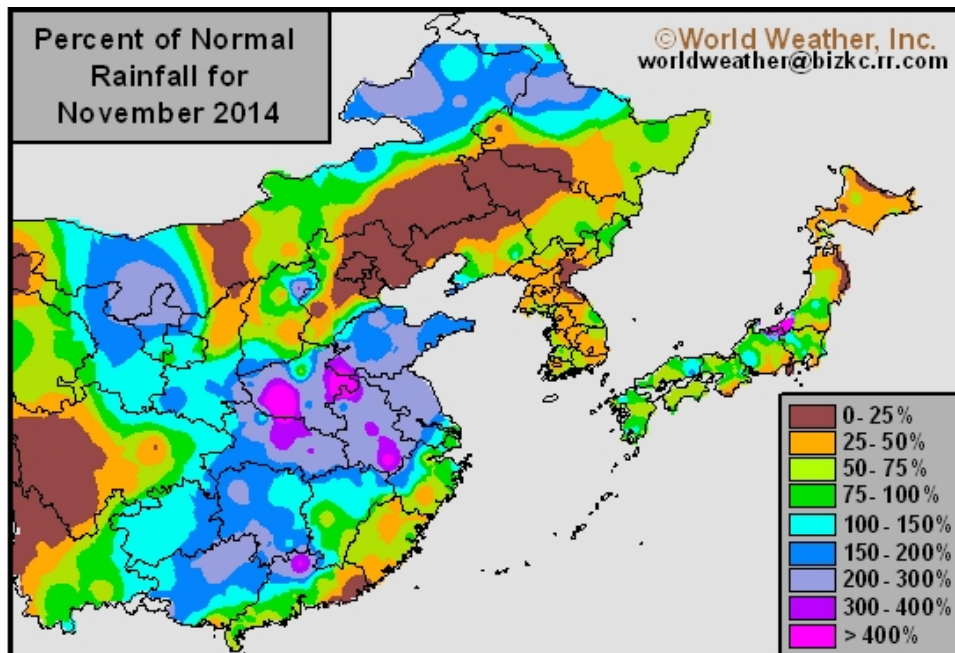 Percent of Normal
Rainfall for
November 2014
©World Weather, Inc.
worldweather@bizkc.rr.com
0 - 25%
25 - 50%
50 - 75%
75 - 100%
100 - 150%
150 - 200%
200 - 300%
300 - 400%
> 400%